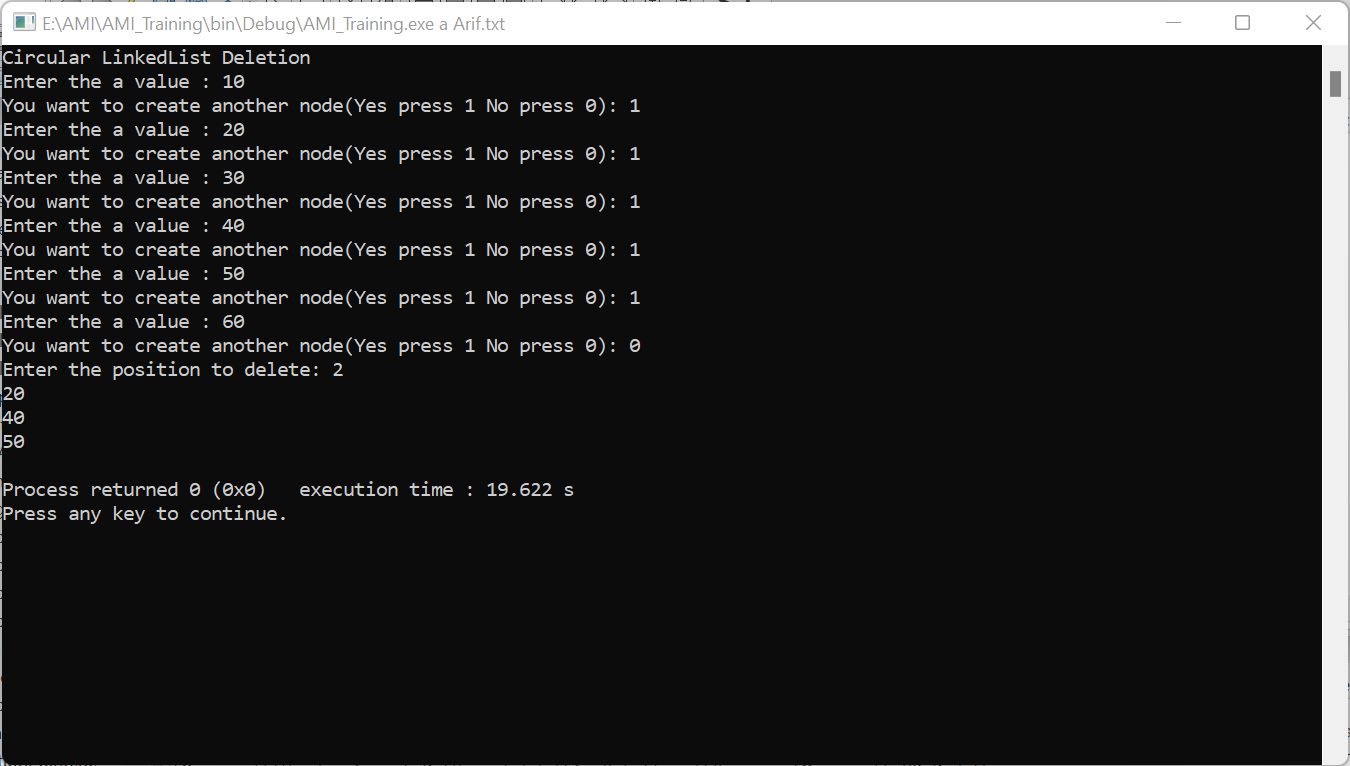 E:\AMI\AMI_Training\bin\Debug\AMI_Training.exe a Arif.txt
Circular LinkedList Deletion
Enter the a value : 10
You want to create another node(Yes press 1 No press 0): 1
Enter the a value : 20
You want to create another node(Yes press 1 No press 0): 1
Enter the a value : 30
You want to create another node(Yes press 1 No press 0): 1
Enter the a value : 40
You want to create another node(Yes press 1 No press 0): 1
Enter the a value : 50
You want to create another node(Yes press 1 No press 0): 1
Enter the a value : 60
You want to create another node(Yes press 1 No press 0): 0
Enter the position to delete: 2
20
40
50
Process returned 0 (0x0)   execution time : 19.622 s
Press any key to continue.